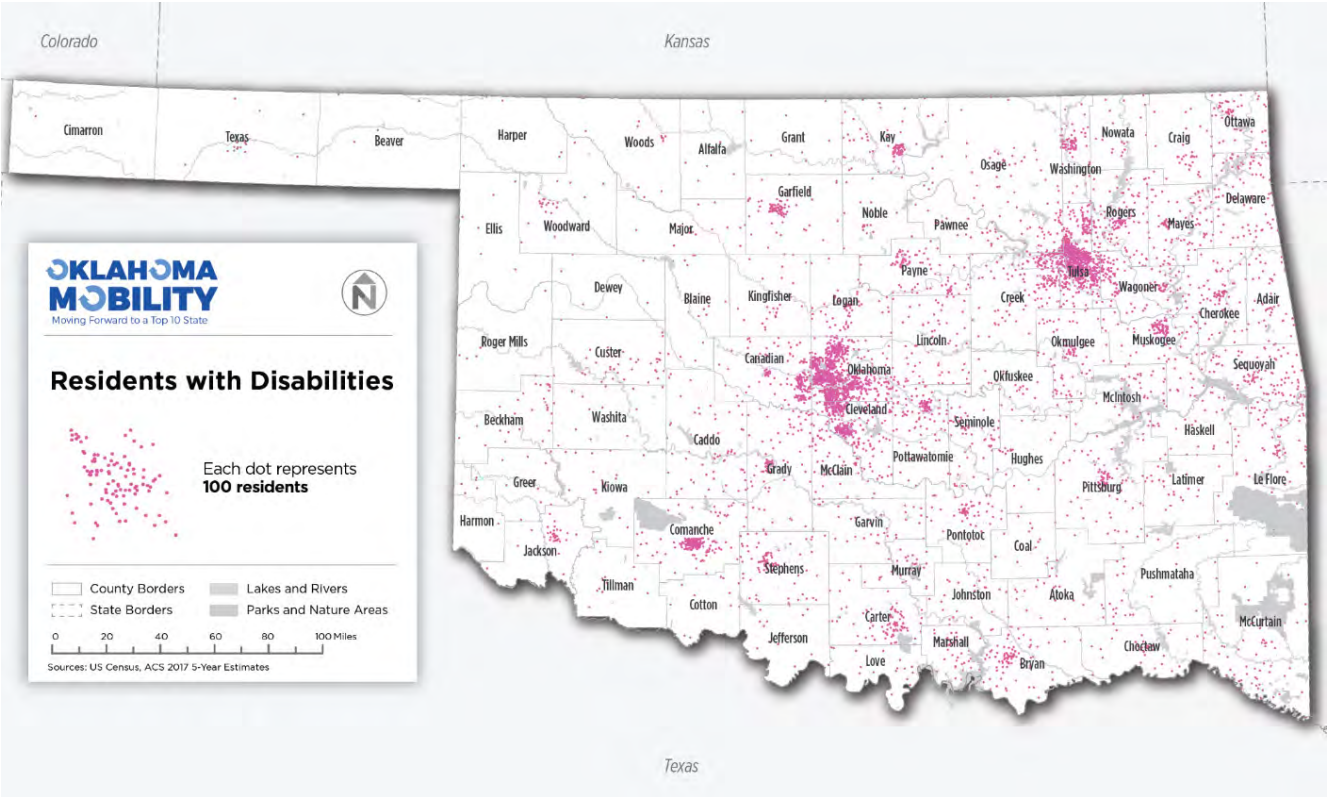 Colorado
Kansas
Cimarron
Texas
Beaver
Harper
Woods
Alfalfa
Grant
Kay
Osage
Washington
Nowata
Craig
Ottawa
Ellis
Woodward
Major
Garfield
Noble
Pawnee
Rogers
Mayes
Delaware
Dewey
Blaine
Kingfisher
Logan
Payne
Creek
Tulsa
Wagoner
Cherokee
Adair
Roger Mills
Custer
Canadian
Oklahoma
Lincoln
Okmulgee
Muskogee
Sequoyah
Okfuskee
McIntosh
Beckham
Washita
Caddo
Cleveland
Seminole
Haskell
Grady
McClain
Pottawatomie
Hughes
Pittsburg
Latimer
Le Flore
Greer
Kiowa
Harmon
Jackson
Comanche
Garvin
Pontotoc
Coal
Tillman
Stephens
Murray
Johnston
Atoka
Pushmataha
Cotton
Carter
McCurtain
Jefferson
Love
Marshall
Bryan
Choctaw
OKLAHOMA
MOBILITY
Moving Forward to a Top 10 State
N
Residents with Disabilities
Each dot represents
100 residents
County Borders
Lakes and Rivers
State Borders
Parks and Nature Areas
0 20 40 60 80 100 Miles
Sources: US Census, ACS 2017 5-Year Estimates
Texas